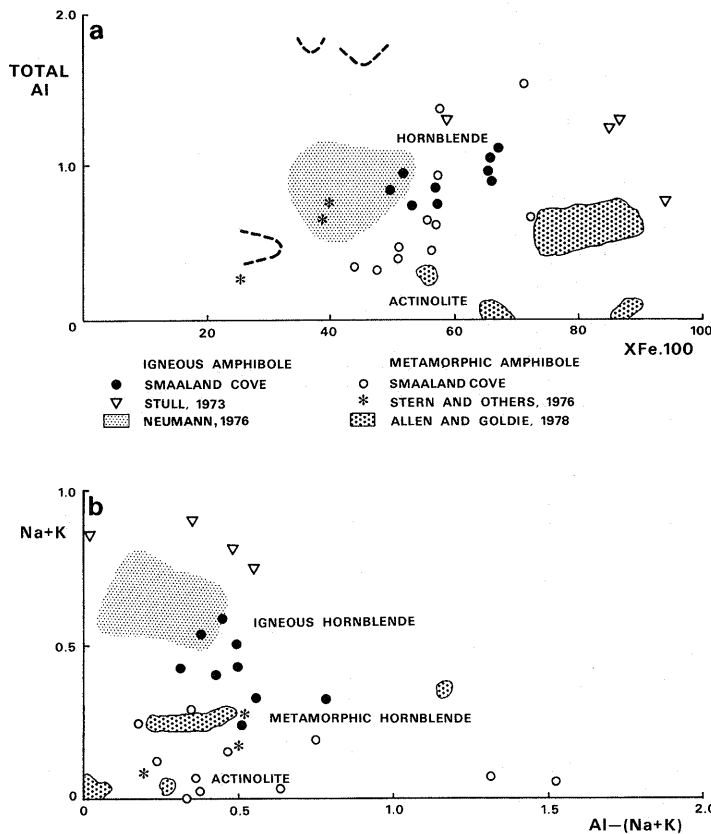 2.0
a
TOTAL
Al
HORNBLENDE
1.0
ACTINOLITE
0
20
40
60
80
100
XFe.100
IGNEOUS AMPHIBOLE
METAMORPHIC AMPHIBOLE
SMAALAND COVE
SMAALAND COVE
STULL, 1973
STERN AND OTHERS, 1976
NEUMANN, 1976
ALLEN AND GOLDIE, 1978
1.0
b
Na+K
IGNEOUS HORNBLENDE
0.5
METAMORPHIC HORNBLENDE
ACTINOLITE
0
0
0.5
1.0
1.5
2.0
Al—(Na+K)